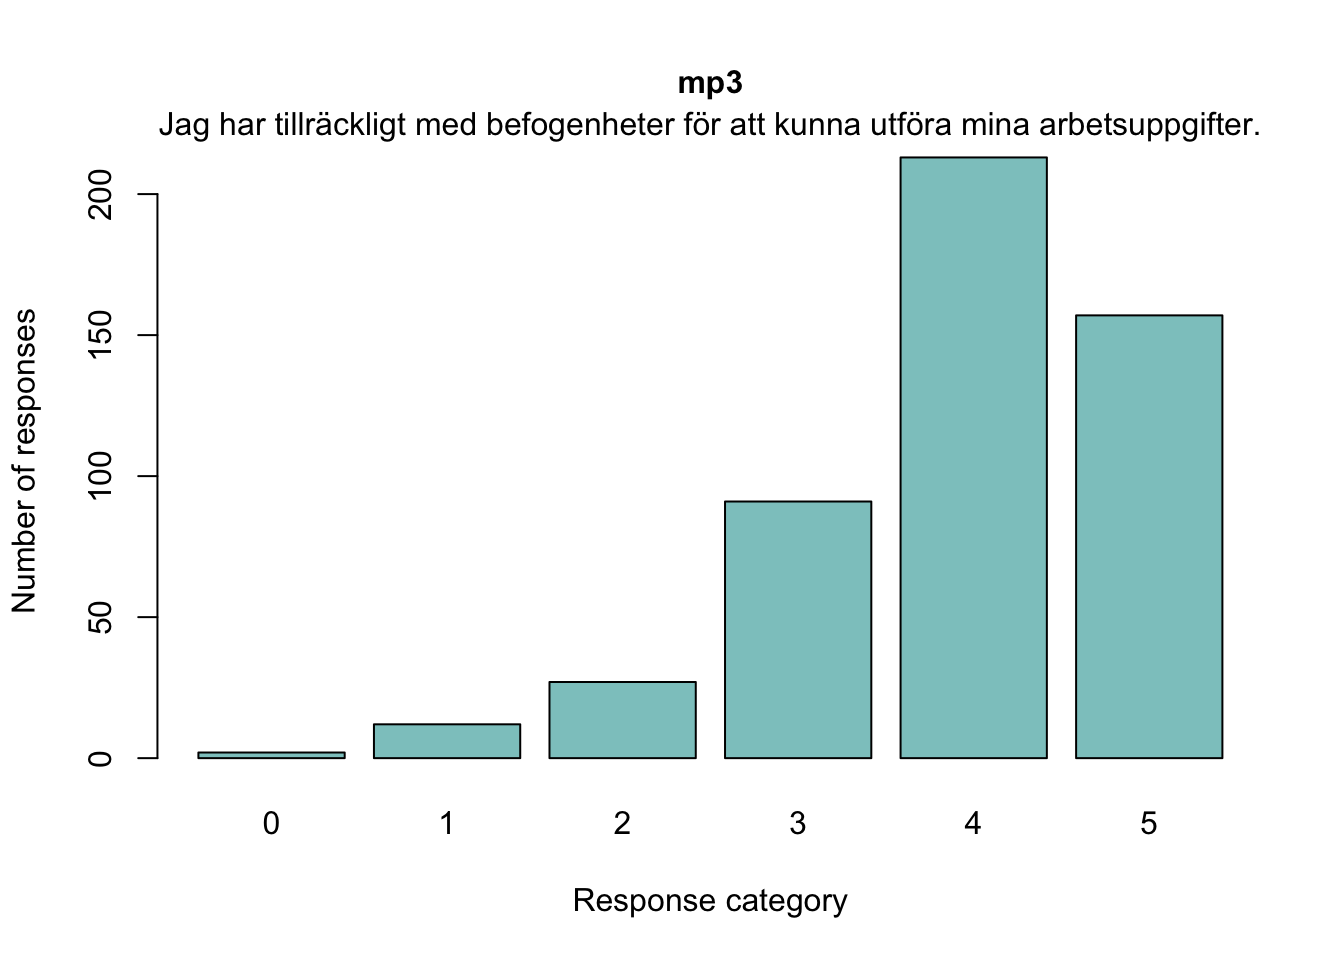 mp3
Jag har tillräckligt med befogenheter för att kunna utföra mina arbetsuppgifter.
Number of responses
200
150
100
50
0
0 1 2 3 4 5
Response category